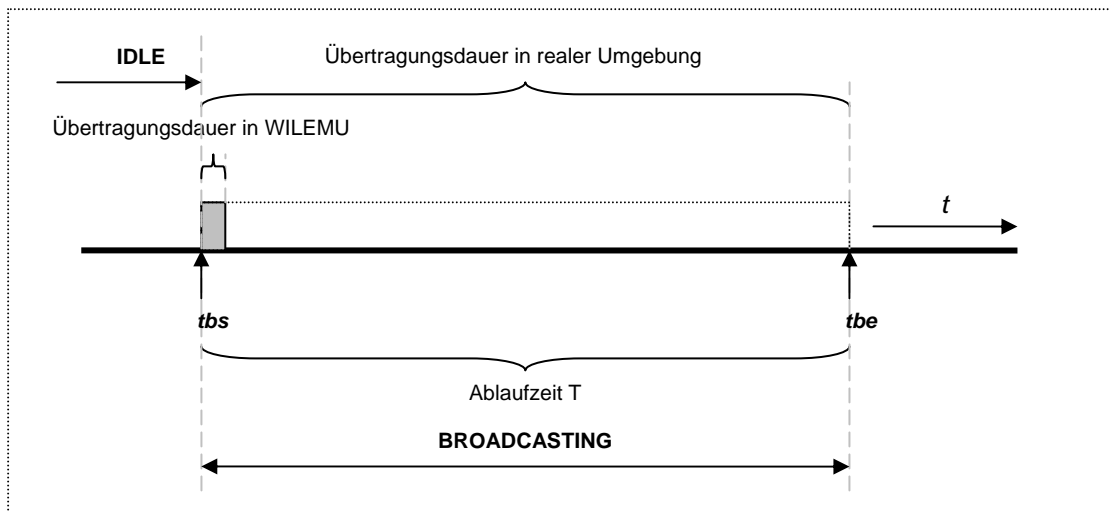 IDLE
Übertragungsdauer in realer Umgebung
Übertragungsdauer in WILEMU
t
tbs
tbe
Ablaufzeit T
BROADCASTING